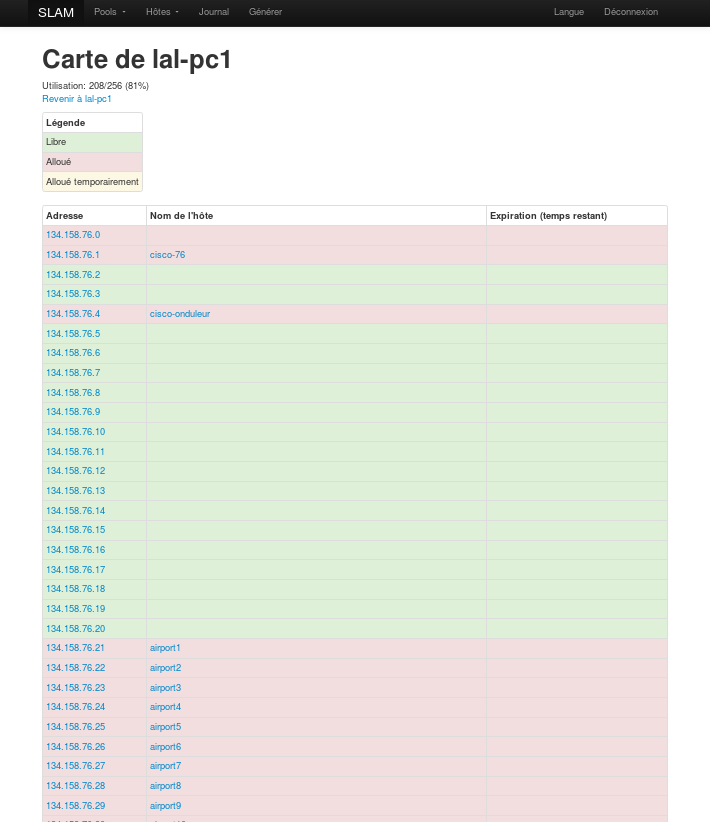 SLAM Pools Hôtes Journal Générer Langue Déconnexion
Carte de lal-pc1
Utilisation: 208/256 (81%)
Revenir à lal-pc1
Légende
Libre
Alloué
Alloué temporairement
Adresse Nom de l'hôte Expiration (temps restant)
134.158.76.0
134.158.76.1 cisco-76
134.158.76.2
134.158.76.3
134.158.76.4 cisco-onduleur
134.158.76.5
134.158.76.6
134.158.76.7
134.158.76.8
134.158.76.9
134.158.76.10
134.158.76.11
134.158.76.12
134.158.76.13
134.158.76.14
134.158.76.15
134.158.76.16
134.158.76.17
134.158.76.18
134.158.76.19
134.158.76.20
134.158.76.21 airport1
134.158.76.22 airport2
134.158.76.23 airport3
134.158.76.24 airport4
134.158.76.25 airport5
134.158.76.26 airport6
134.158.76.27 airport7
134.158.76.28 airport8
134.158.76.29 airport9